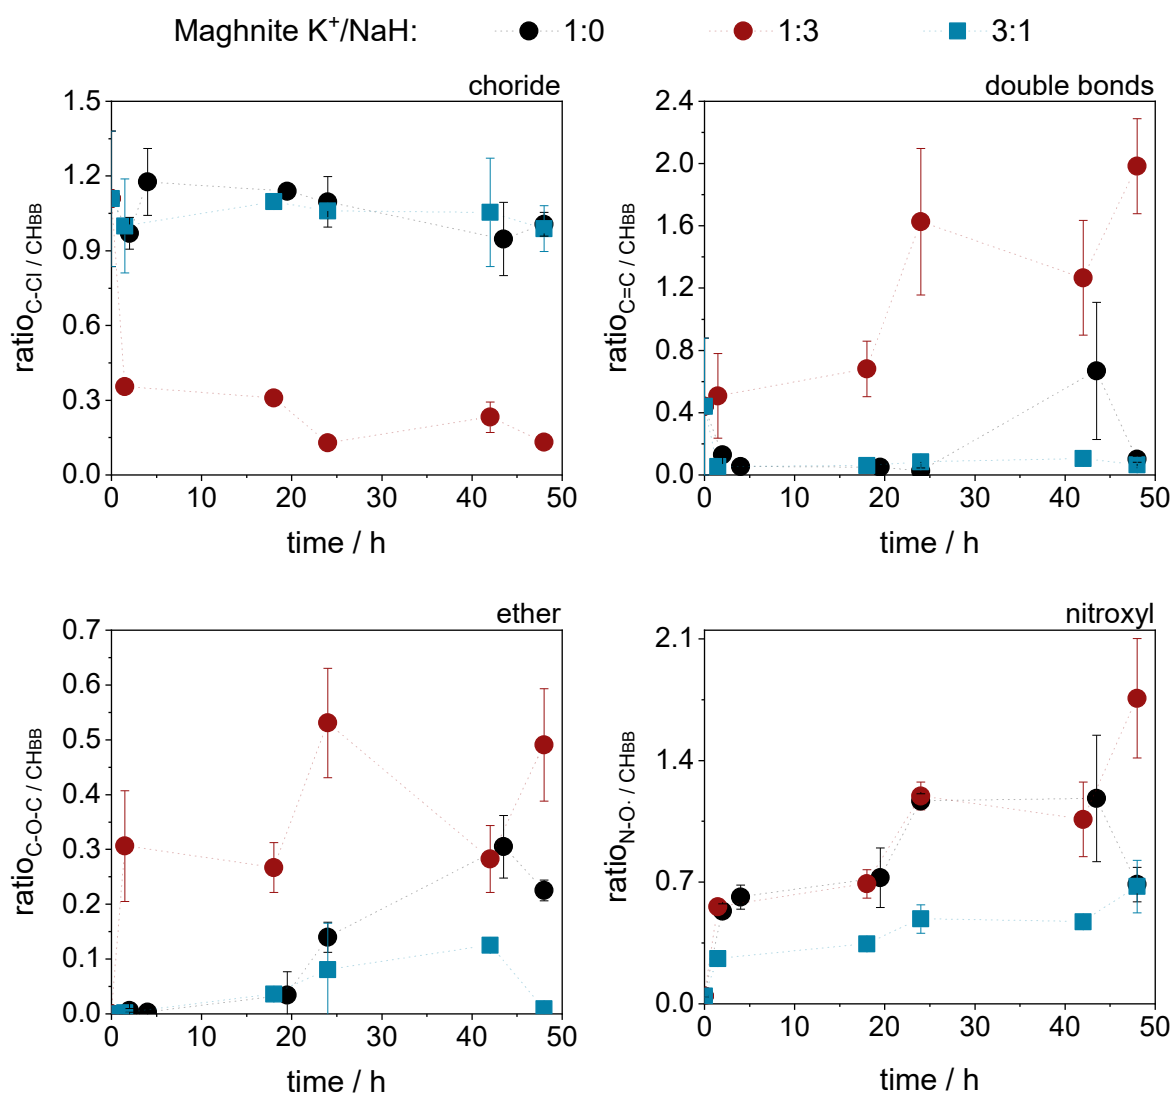 Maghnite K⁺/NaH: 1:0 1:3 3:1
choride
1.5
1.2
0.9
0.6
0.3
0.0
ratio_C-Cl / CHBB
0 10 20 30 40 50
time / h
double bonds
2.4
2.0
1.6
1.2
0.8
0.4
0.0
ratio_C=C / CHBB
0 10 20 30 40 50
time / h
ether
0.7
0.6
0.5
0.4
0.3
0.2
0.1
0.0
ratio_C-O-C / CHBB
0 10 20 30 40 50
time / h
nitroxyl
2.1
1.4
0.7
0.0
ratio_N-O· / CHBB
0 10 20 30 40 50
time / h